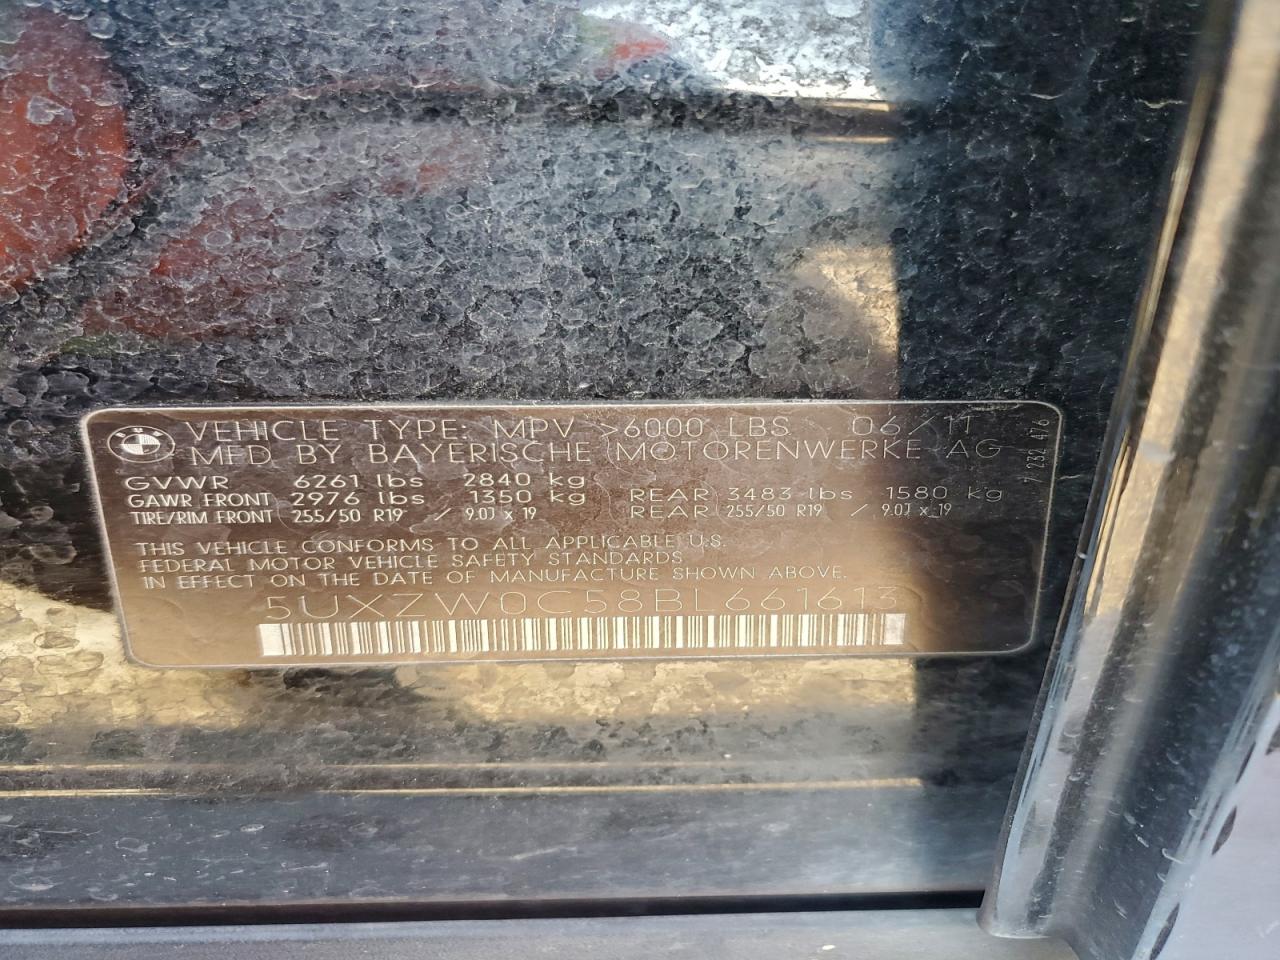 VEHICLE TYPE: MPV >6000 LBS 06/11
MFD BY BAYERISCHE MOTORENWERKE AG
GVWR 6261 lbs 2840 kg
GAWR FRONT 2976 lbs 1350 kg REAR 3483 lbs 1580 kg
TIRE/RIM FRONT 255/50 R19 / 9.0J x 19 REAR 255/50 R19 / 9.0J x 19
THIS VEHICLE CONFORMS TO ALL APPLICABLE U.S.
FEDERAL MOTOR VEHICLE SAFETY STANDARDS
IN EFFECT ON THE DATE OF MANUFACTURE SHOWN ABOVE.
5UXZW0C58BL661613
7 232 476